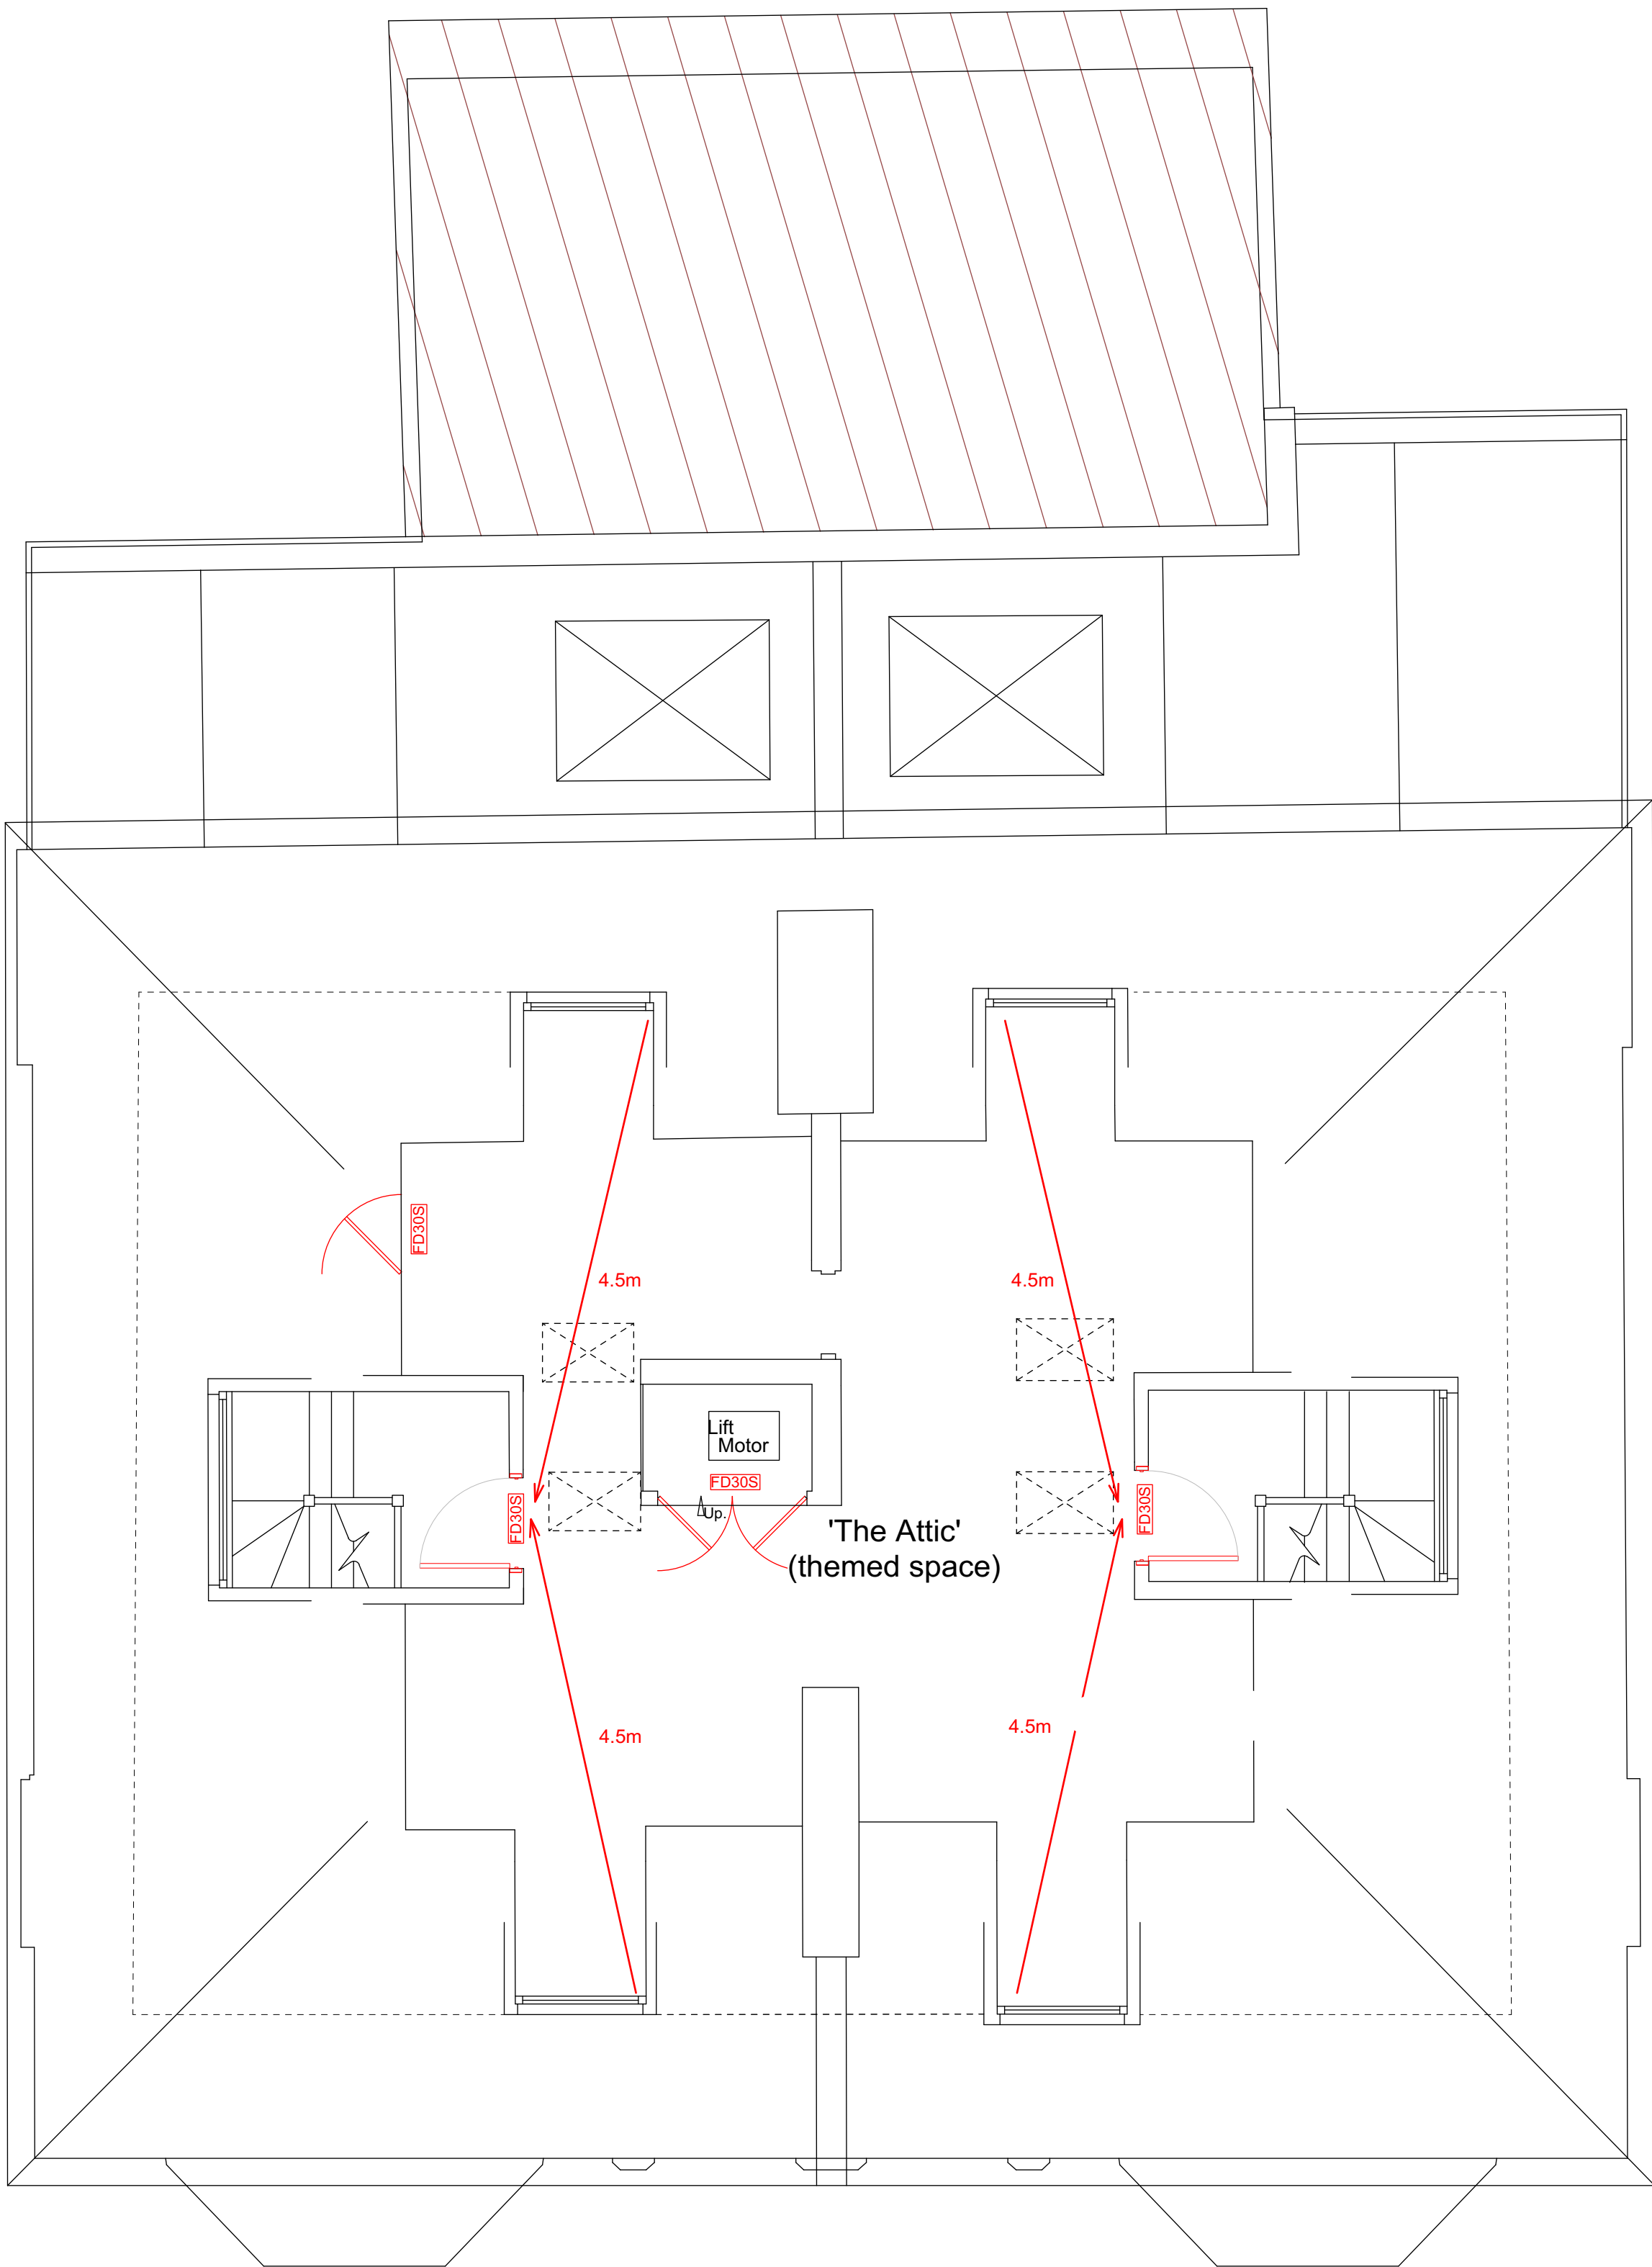 FD30S
4.5m
4.5m
Lift
Motor
FD30S
Up.
FD30S
FD30S
'The Attic'
(themed space)
4.5m
4.5m